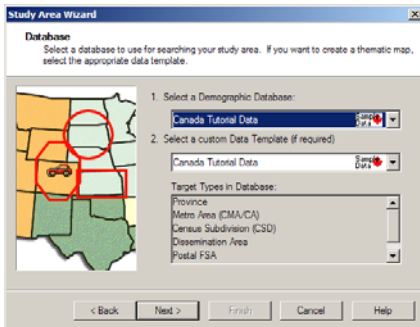 Study Area Wizard
Database
Select a database to use for searching your study area. If you want to create a thematic map,
select the appropriate data template.
1. Select a Demographic Database:
Canada Tutorial Data
Sample
Data
2. Select a custom Data Template (if required)
Canada Tutorial Data
Sample
Data
Target Types in Database:
Province
Metro Area (CMA/CA)
Census Subdivision (CSD)
Dissemination Area
Postal FSA
< Back
Next >
Finish
Cancel
Help